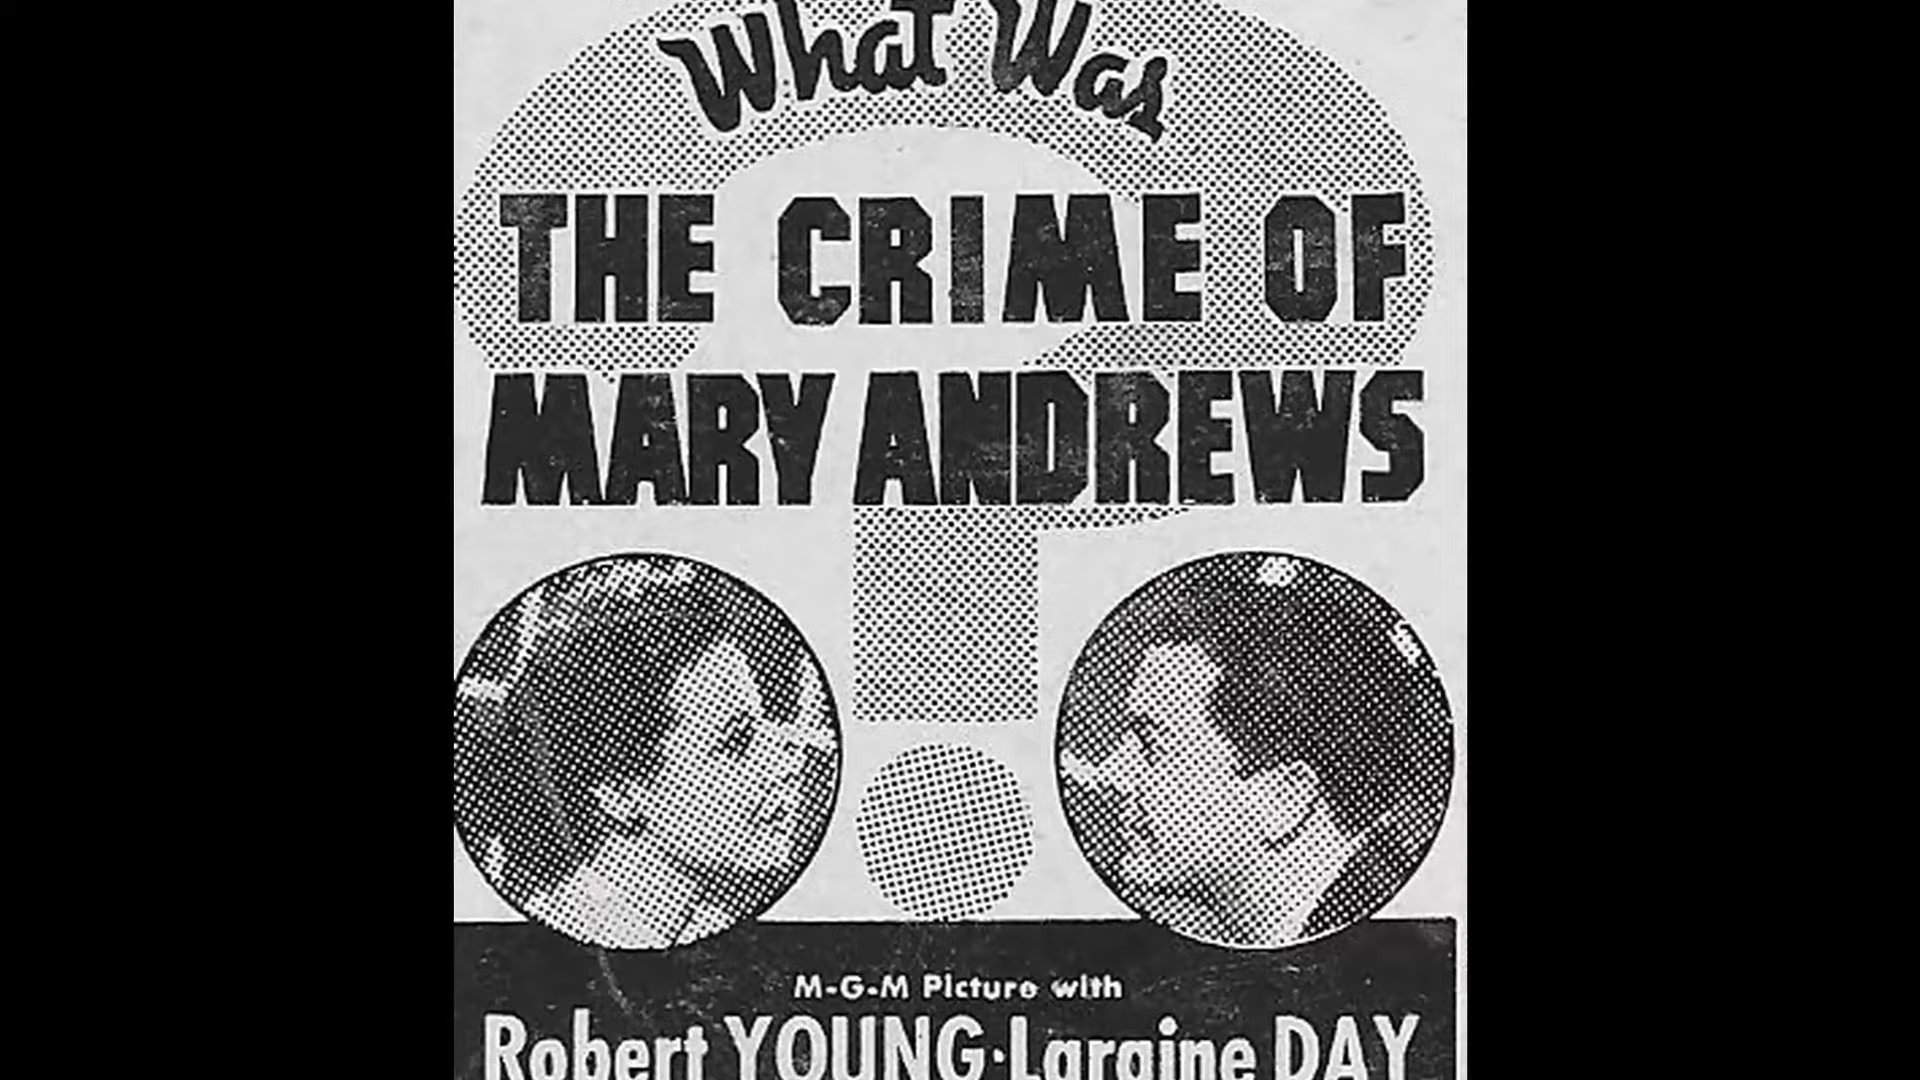 What Was
THE CRIME OF
MARY ANDREWS
M-G-M Picture with
Robert YOUNG·Laraine DAY